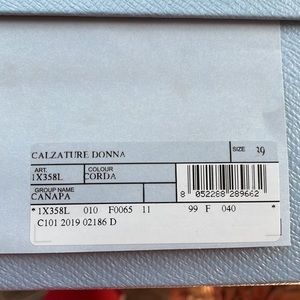 CALZATURE DONNA SIZE 39
ART. COLOUR
1X358L CORDA
GROUP NAME
CANAPA
8 052288 289662
*1X358L 010 F0065 11 99 F 040 *
C101 2019 02186 D